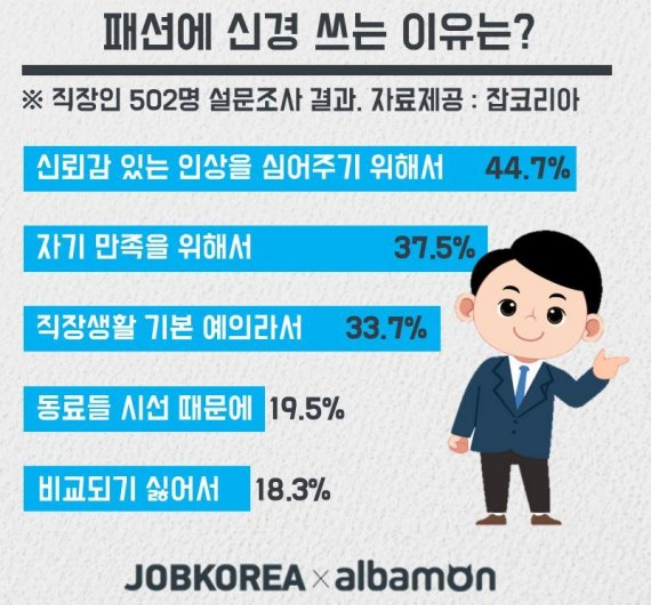 패션에 신경 쓰는 이유는?
※ 직장인 502명 설문조사 결과. 자료제공 : 잡코리아
신뢰감 있는 인상을 심어주기 위해서 44.7%
자기 만족을 위해서 37.5%
직장생활 기본 예의라서 33.7%
동료들 시선 때문에 19.5%
비교되기 싫어서 18.3%
JOBKOREA × albamon